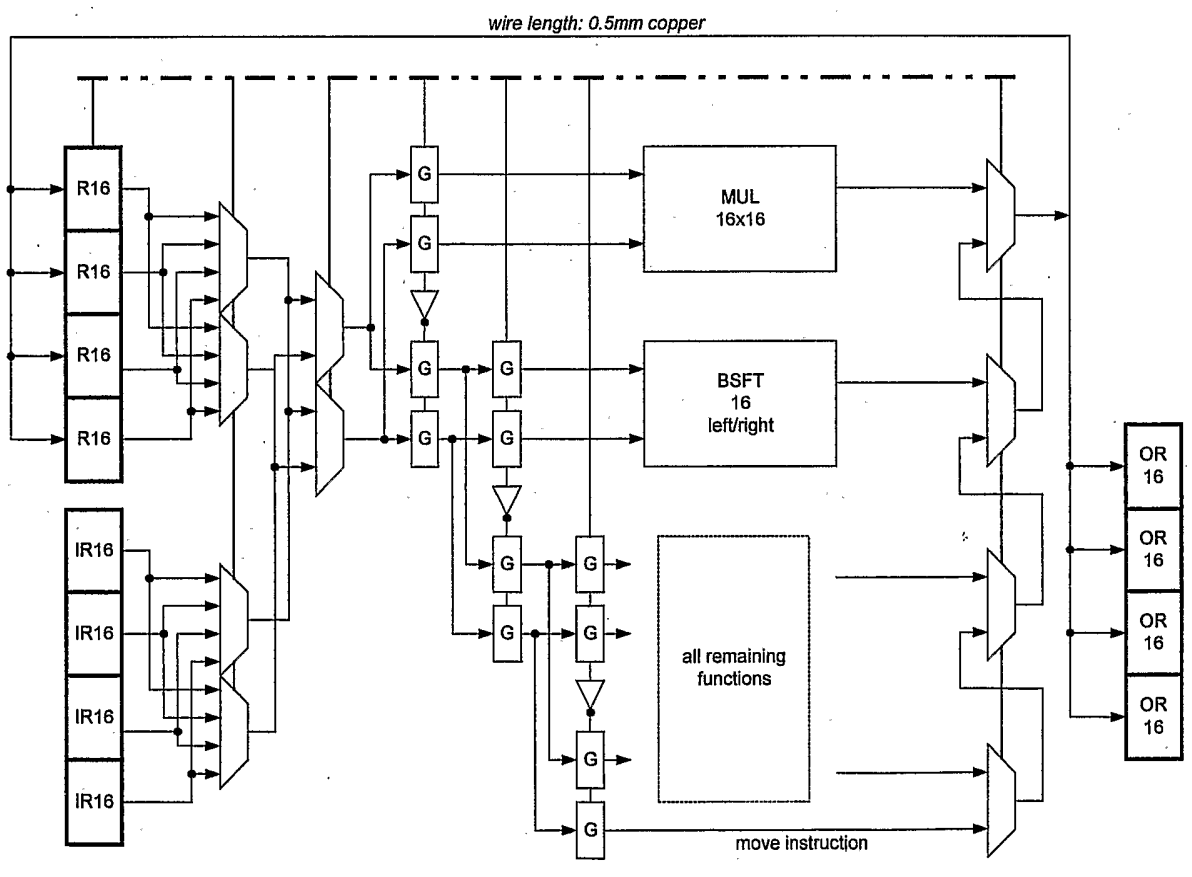 wire length: 0.5mm copper
R16
R16
R16
R16
IR16
IR16
IR16
IR16
G
G
G
G
G
G
G
G
G
G
G
G
MUL
16x16
BSFT
16
left/right
all remaining
functions
move instruction
OR
16
OR
16
OR
16
OR
16